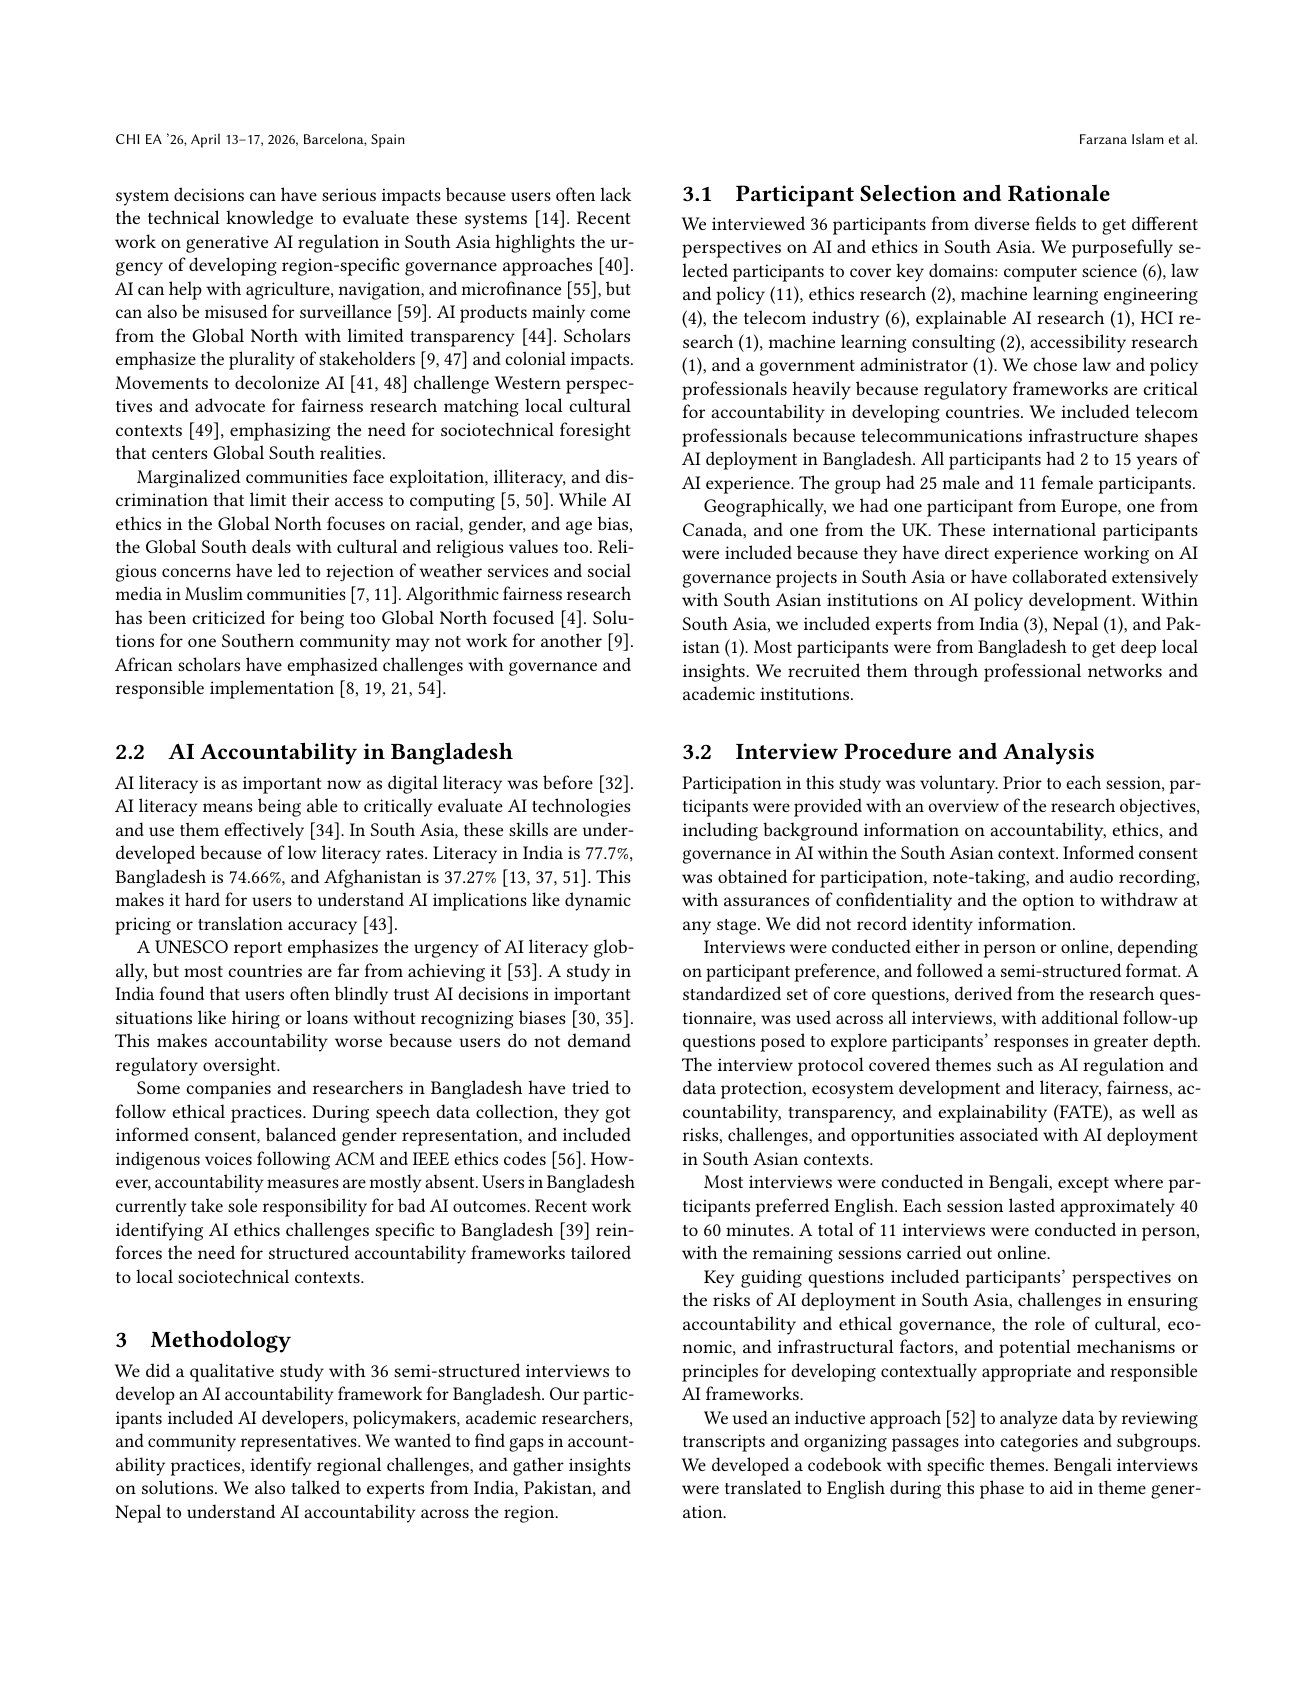 CHI EA ’26, April 13–17, 2026, Barcelona, Spain
Farzana Islam et al.
system decisions can have serious impacts because users often lack
the technical knowledge to evaluate these systems [14]. Recent
work on generative AI regulation in South Asia highlights the ur-
gency of developing region-specific governance approaches [40].
AI can help with agriculture, navigation, and microfinance [55], but
can also be misused for surveillance [59]. AI products mainly come
from the Global North with limited transparency [44]. Scholars
emphasize the plurality of stakeholders [9, 47] and colonial impacts.
Movements to decolonize AI [41, 48] challenge Western perspec-
tives and advocate for fairness research matching local cultural
contexts [49], emphasizing the need for sociotechnical foresight
that centers Global South realities.
Marginalized communities face exploitation, illiteracy, and dis-
crimination that limit their access to computing [5, 50]. While AI
ethics in the Global North focuses on racial, gender, and age bias,
the Global South deals with cultural and religious values too. Reli-
gious concerns have led to rejection of weather services and social
media in Muslim communities [7, 11]. Algorithmic fairness research
has been criticized for being too Global North focused [4]. Solu-
tions for one Southern community may not work for another [9].
African scholars have emphasized challenges with governance and
responsible implementation [8, 19, 21, 54].
2.2 AI Accountability in Bangladesh
AI literacy is as important now as digital literacy was before [32].
AI literacy means being able to critically evaluate AI technologies
and use them effectively [34]. In South Asia, these skills are under-
developed because of low literacy rates. Literacy in India is 77.7%,
Bangladesh is 74.66%, and Afghanistan is 37.27% [13, 37, 51]. This
makes it hard for users to understand AI implications like dynamic
pricing or translation accuracy [43].
A UNESCO report emphasizes the urgency of AI literacy glob-
ally, but most countries are far from achieving it [53]. A study in
India found that users often blindly trust AI decisions in important
situations like hiring or loans without recognizing biases [30, 35].
This makes accountability worse because users do not demand
regulatory oversight.
Some companies and researchers in Bangladesh have tried to
follow ethical practices. During speech data collection, they got
informed consent, balanced gender representation, and included
indigenous voices following ACM and IEEE ethics codes [56]. How-
ever, accountability measures are mostly absent. Users in Bangladesh
currently take sole responsibility for bad AI outcomes. Recent work
identifying AI ethics challenges specific to Bangladesh [39] rein-
forces the need for structured accountability frameworks tailored
to local sociotechnical contexts.
3 Methodology
We did a qualitative study with 36 semi-structured interviews to
develop an AI accountability framework for Bangladesh. Our partic-
ipants included AI developers, policymakers, academic researchers,
and community representatives. We wanted to find gaps in account-
ability practices, identify regional challenges, and gather insights
on solutions. We also talked to experts from India, Pakistan, and
Nepal to understand AI accountability across the region.
3.1 Participant Selection and Rationale
We interviewed 36 participants from diverse fields to get different
perspectives on AI and ethics in South Asia. We purposefully se-
lected participants to cover key domains: computer science (6), law
and policy (11), ethics research (2), machine learning engineering
(4), the telecom industry (6), explainable AI research (1), HCI re-
search (1), machine learning consulting (2), accessibility research
(1), and a government administrator (1). We chose law and policy
professionals heavily because regulatory frameworks are critical
for accountability in developing countries. We included telecom
professionals because telecommunications infrastructure shapes
AI deployment in Bangladesh. All participants had 2 to 15 years of
AI experience. The group had 25 male and 11 female participants.
Geographically, we had one participant from Europe, one from
Canada, and one from the UK. These international participants
were included because they have direct experience working on AI
governance projects in South Asia or have collaborated extensively
with South Asian institutions on AI policy development. Within
South Asia, we included experts from India (3), Nepal (1), and Pak-
istan (1). Most participants were from Bangladesh to get deep local
insights. We recruited them through professional networks and
academic institutions.
3.2 Interview Procedure and Analysis
Participation in this study was voluntary. Prior to each session, par-
ticipants were provided with an overview of the research objectives,
including background information on accountability, ethics, and
governance in AI within the South Asian context. Informed consent
was obtained for participation, note-taking, and audio recording,
with assurances of confidentiality and the option to withdraw at
any stage. We did not record identity information.
Interviews were conducted either in person or online, depending
on participant preference, and followed a semi-structured format. A
standardized set of core questions, derived from the research ques-
tionnaire, was used across all interviews, with additional follow-up
questions posed to explore participants’ responses in greater depth.
The interview protocol covered themes such as AI regulation and
data protection, ecosystem development and literacy, fairness, ac-
countability, transparency, and explainability (FATE), as well as
risks, challenges, and opportunities associated with AI deployment
in South Asian contexts.
Most interviews were conducted in Bengali, except where par-
ticipants preferred English. Each session lasted approximately 40
to 60 minutes. A total of 11 interviews were conducted in person,
with the remaining sessions carried out online.
Key guiding questions included participants’ perspectives on
the risks of AI deployment in South Asia, challenges in ensuring
accountability and ethical governance, the role of cultural, eco-
nomic, and infrastructural factors, and potential mechanisms or
principles for developing contextually appropriate and responsible
AI frameworks.
We used an inductive approach [52] to analyze data by reviewing
transcripts and organizing passages into categories and subgroups.
We developed a codebook with specific themes. Bengali interviews
were translated to English during this phase to aid in theme gener-
ation.